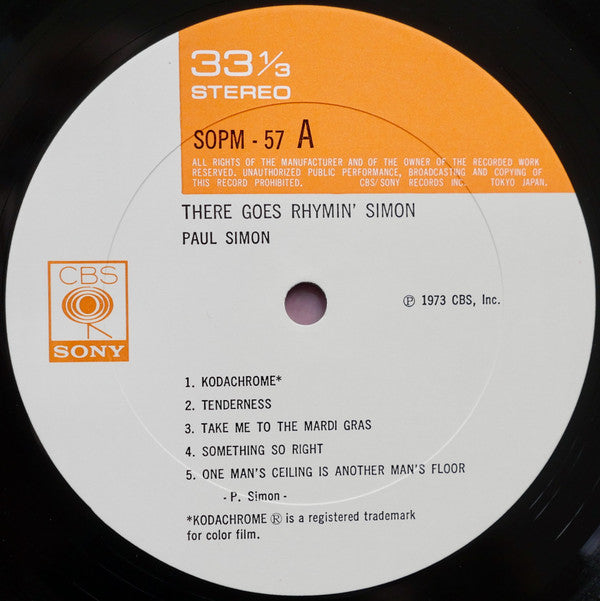 33 1/3
STEREO
SOPM - 57 A
ALL RIGHTS OF THE MANUFACTURER AND OF THE OWNER OF THE RECORDED WORK
RESERVED. UNAUTHORIZED PUBLIC PERFORMANCE, BROADCASTING AND COPYING OF
THIS RECORD PROHIBITED. CBS/SONY RECORDS INC. TOKYO JAPAN.
THERE GOES RHYMIN' SIMON
PAUL SIMON
CBS
SONY
℗ 1973 CBS, Inc.
1. KODACHROME*
2. TENDERNESS
3. TAKE ME TO THE MARDI GRAS
4. SOMETHING SO RIGHT
5. ONE MAN'S CEILING IS ANOTHER MAN'S FLOOR
- P. Simon -
*KODACHROME ® is a registered trademark
for color film.